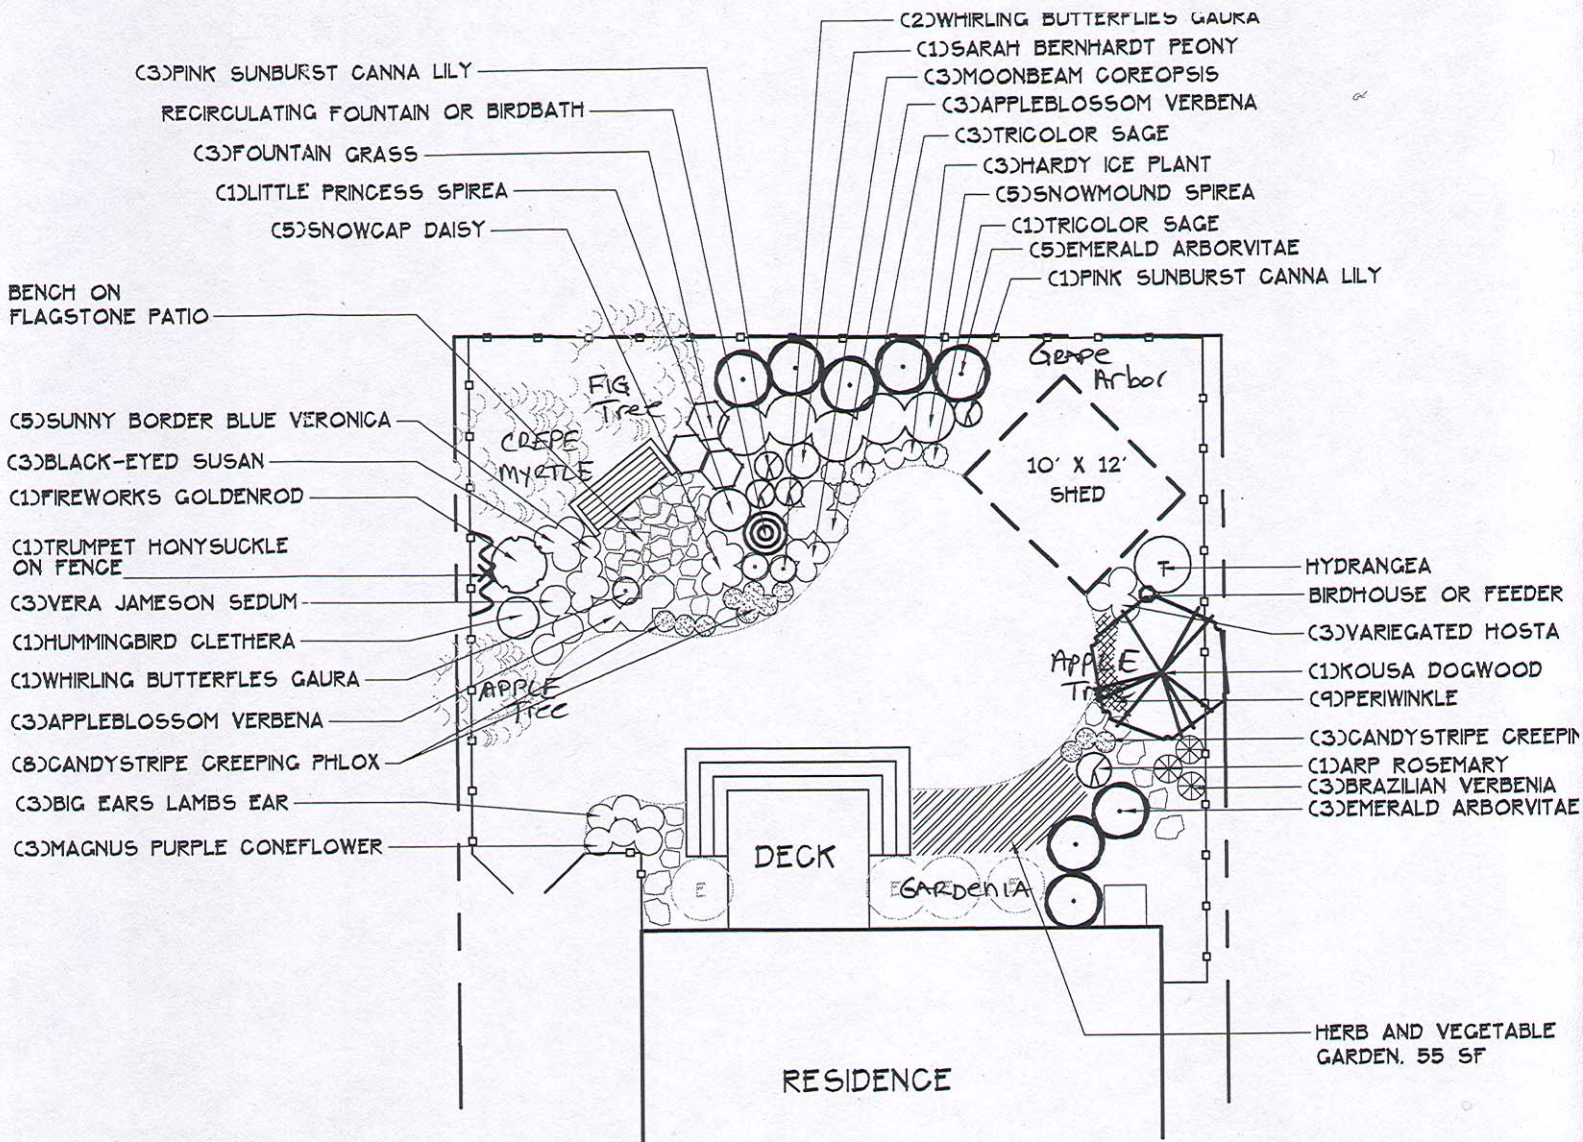 (2)WHIRLING BUTTERFLIES GAURA
(1)SARAH BERNHARDT PEONY
(3)PINK SUNBURST CANNA LILY
(3)MOONBEAM COREOPSIS
RECIRCULATING FOUNTAIN OR BIRDBATH
(3)APPLEBLOSSOM VERBENA
(3)TRICOLOR SAGE
(3)FOUNTAIN GRASS
(3)HARDY ICE PLANT
(1)LITTLE PRINCESS SPIREA
(5)SNOWMOUND SPIREA
(5)SNOWCAP DAISY
(1)TRICOLOR SAGE
(5)EMERALD ARBORVITAE
(1)PINK SUNBURST CANNA LILY
BENCH ON
FLAGSTONE PATIO
Grape
Arbor
FIG
Tree
(5)SUNNY BORDER BLUE VERONICA
CREPE
MYRTLE
(3)BLACK-EYED SUSAN
10' X 12'
SHED
(1)FIREWORKS GOLDENROD
(1)TRUMPET HONYSUCKLE
ON FENCE
T
HYDRANGEA
BIRDHOUSE OR FEEDER
(3)VERA JAMESON SEDUM
(3)VARIEGATED HOSTA
(1)HUMMINGBIRD CLETHERA
APPLE
Tree
(1)KOUSA DOGWOOD
(1)WHIRLING BUTTERFLES GAURA
APPLE
Tree
(9)PERIWINKLE
(3)APPLEBLOSSOM VERBENA
(3)CANDYSTRIPE CREEPIN
(8)CANDYSTRIPE CREEPING PHLOX
(1)ARP ROSEMARY
(3)BRAZILIAN VERBENIA
(3)BIG EARS LAMBS EAR
(3)EMERALD ARBORVITAE
(3)MAGNUS PURPLE CONEFLOWER
DECK
E
GARDENIA
HERB AND VEGETABLE
GARDEN. 55 SF
RESIDENCE